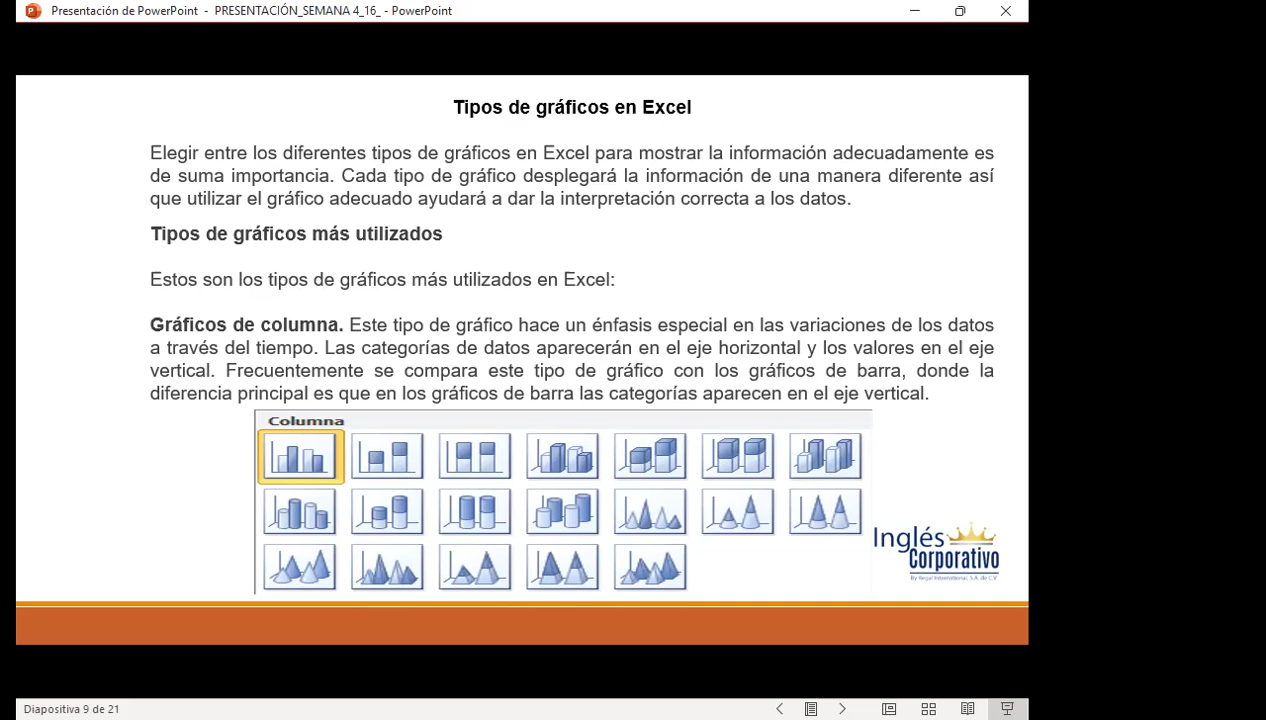 Presentación de PowerPoint - PRESENTACIÓN_SEMANA 4_16_ - PowerPoint
Tipos de gráficos en Excel
Elegir entre los diferentes tipos de gráficos en Excel para mostrar la información adecuadamente es
de suma importancia. Cada tipo de gráfico desplegará la información de una manera diferente así
que utilizar el gráfico adecuado ayudará a dar la interpretación correcta a los datos.
Tipos de gráficos más utilizados
Estos son los tipos de gráficos más utilizados en Excel:
Gráficos de columna. Este tipo de gráfico hace un énfasis especial en las variaciones de los datos
a través del tiempo. Las categorías de datos aparecerán en el eje horizontal y los valores en el eje
vertical. Frecuentemente se compara este tipo de gráfico con los gráficos de barra, donde la
diferencia principal es que en los gráficos de barra las categorías aparecen en el eje vertical.
Columna
Inglés
Corporativo
By Regal International, S.A. de C.V
Diapositiva 9 de 21